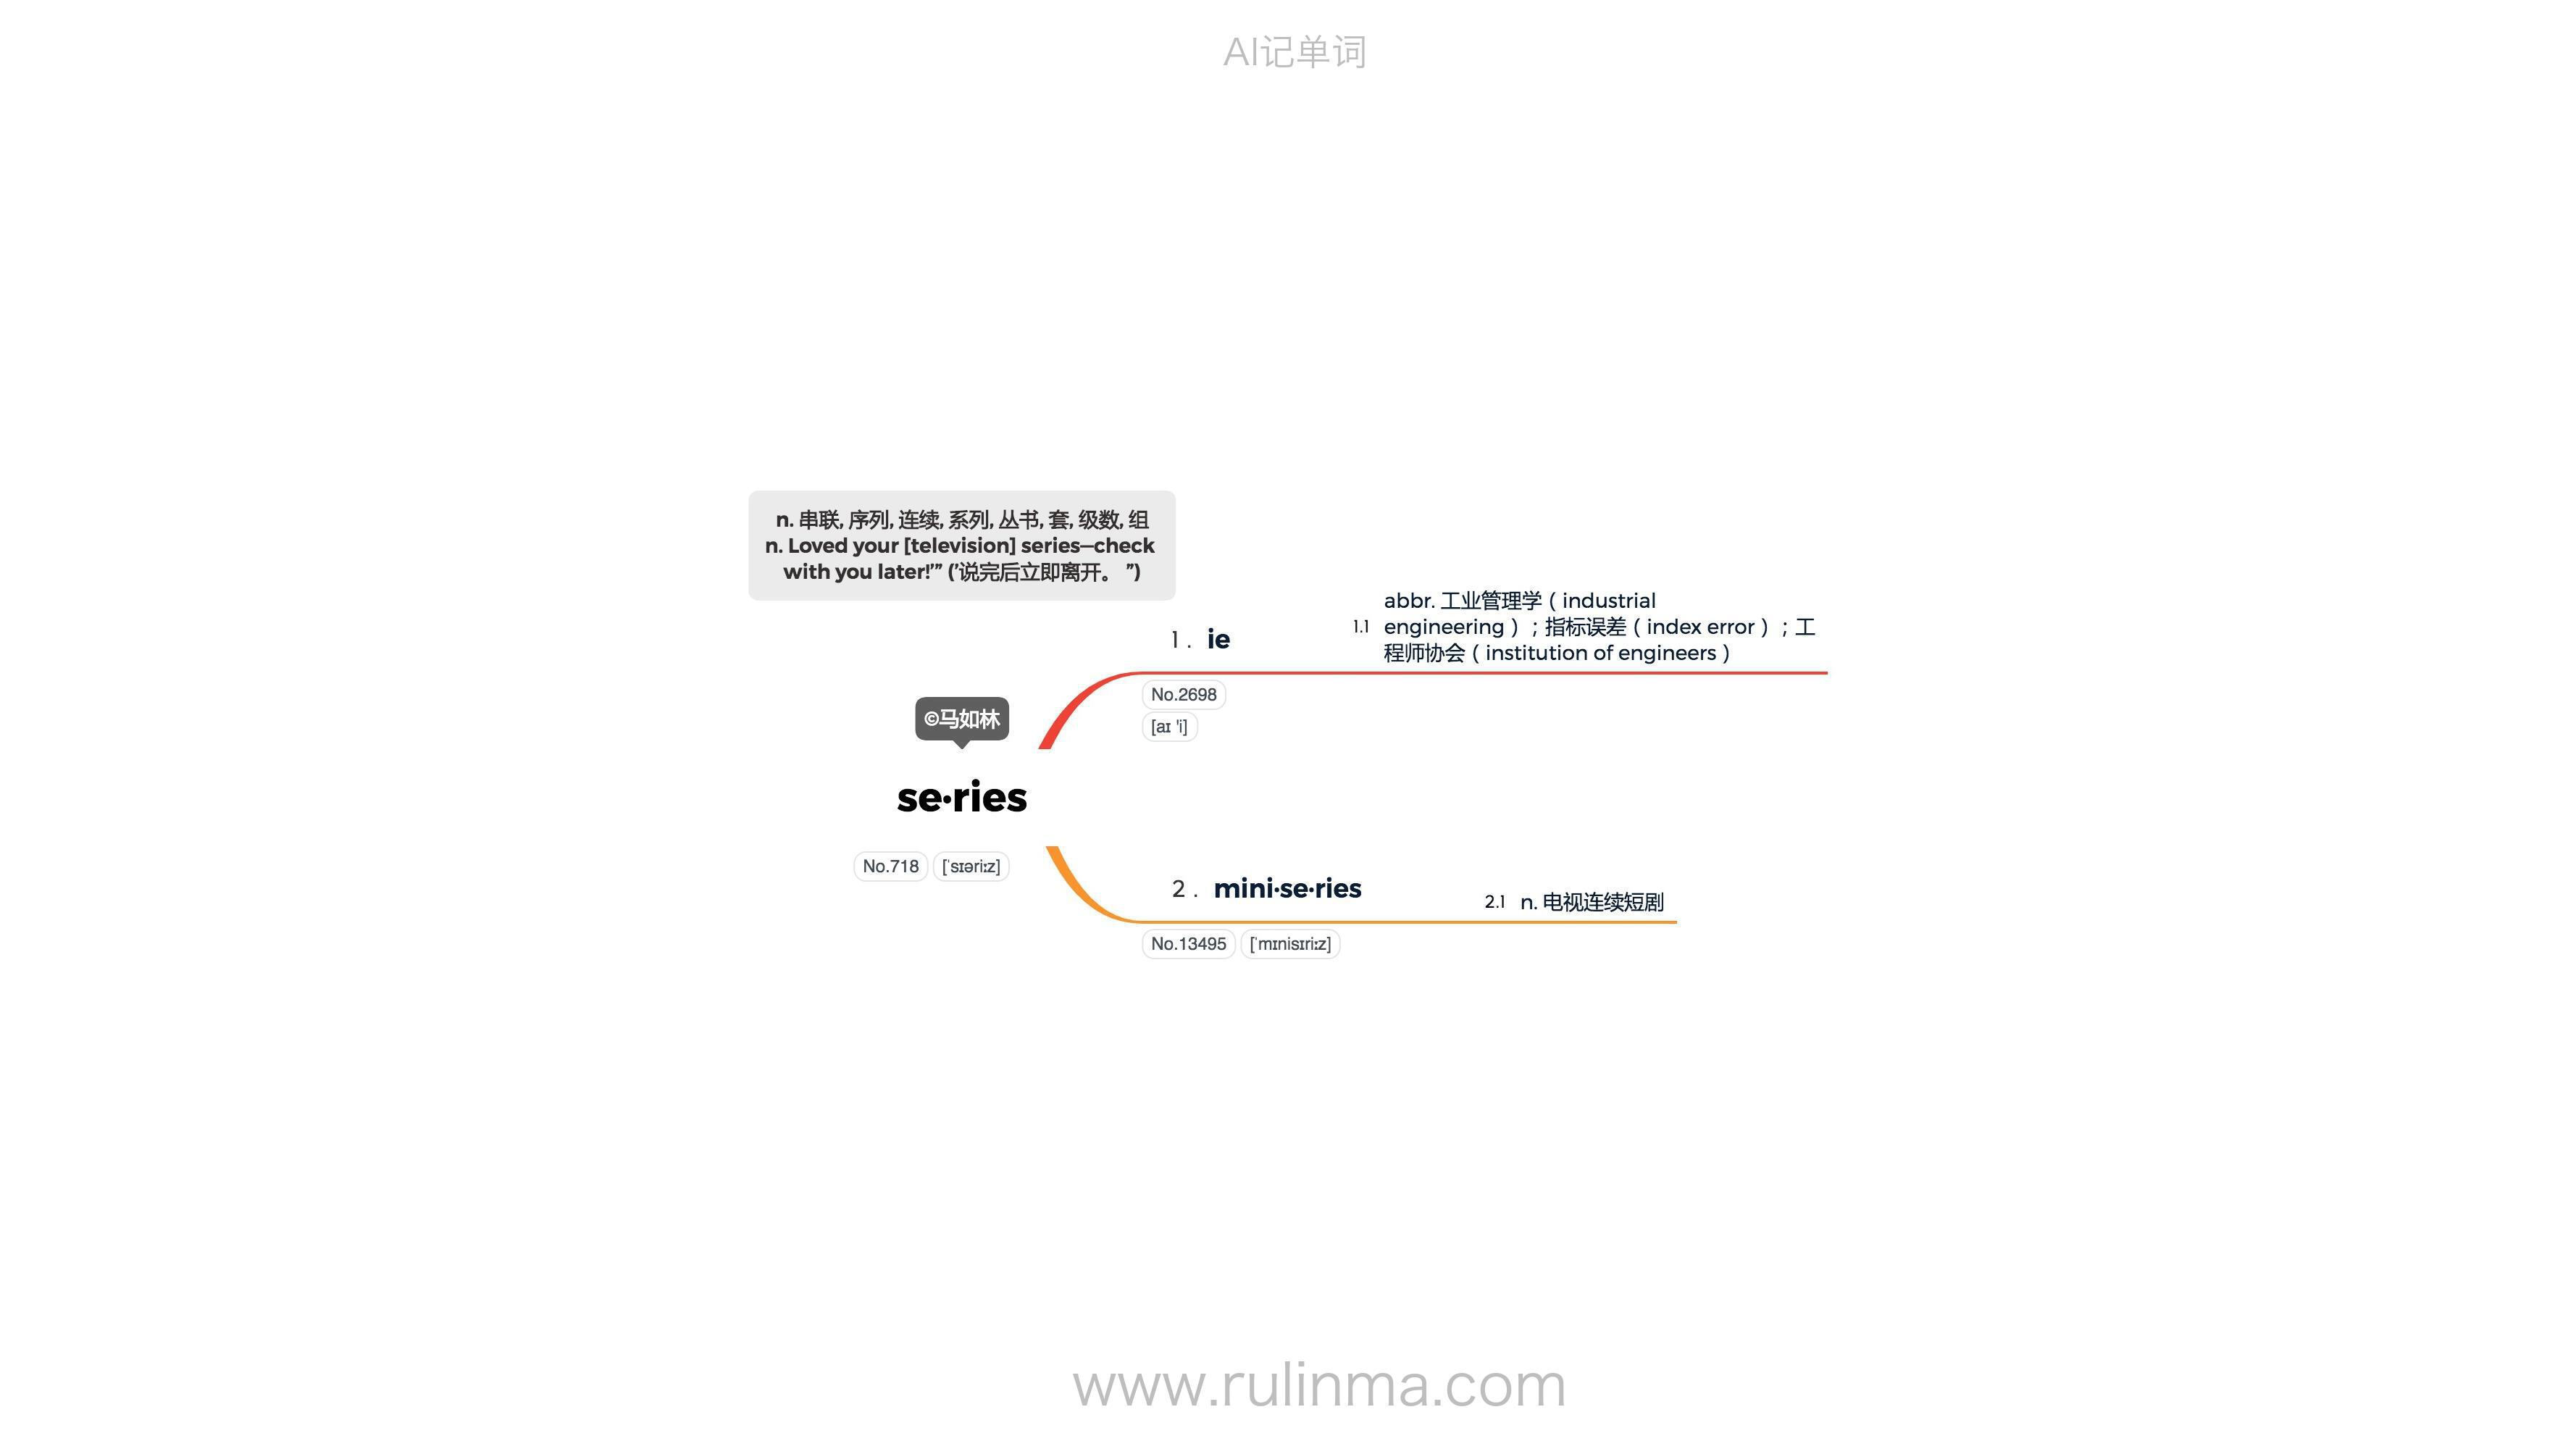 AI记单词
n. 串联, 序列, 连续, 系列, 丛书, 套, 级数, 组
n. Loved your [television] series—check
with you later!’” (’说完后立即离开。 ”)
1 . ie
1.1 abbr. 工业管理学（industrial
engineering）；指标误差（index error）；工
程师协会（institution of engineers）
No.2698
[aɪ 'i]
©马如林
se·ries
No.718 [ˈsɪəriːz]
2 . mini·se·ries
2.1 n. 电视连续短剧
No.13495 [ˈmɪnisɪriːz]
www.rulinma.com